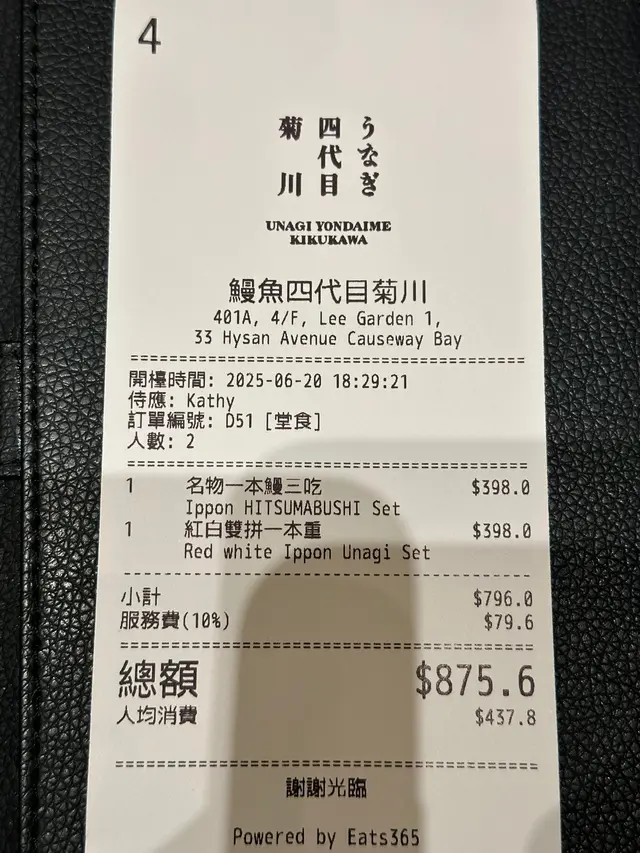 4
うなぎ
四代目
菊川
UNAGI YONDAIME
KIKUKAWA
鰻魚四代目菊川
401A, 4/F, Lee Garden 1,
33 Hysan Avenue Causeway Bay
開檯時間: 2025-06-20 18:29:21
侍應: Kathy
訂單編號: D51 [堂食]
人數: 2
1 名物一本鰻三吃 $398.0
Ippon HITSUMABUSHI Set
1 紅白雙拼一本重 $398.0
Red white Ippon Unagi Set
小計 $796.0
服務費(10%) $79.6
總額 $875.6
人均消費 $437.8
謝謝光臨
Powered by Eats365